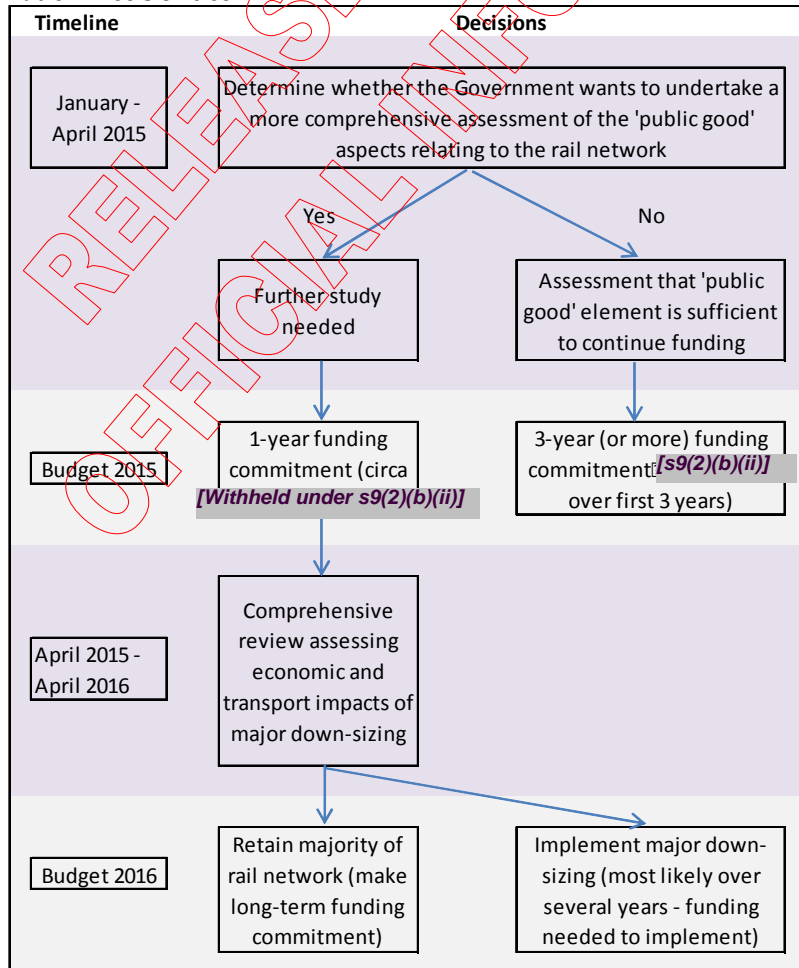 Timeline
Decisions
January -
April 2015
Determine whether the Government wants to undertake a
more comprehensive assessment of the 'public good'
aspects relating to the rail network
Yes
No
Further study
needed
Assessment that 'public
good' element is sufficient
to continue funding
Budget 2015
1-year funding
commitment (circa
[Withheld under s9(2)(b)(ii)]
3-year (or more) funding
commitment [s9(2)(b)(ii)]
over first 3 years)
April 2015 -
April 2016
Comprehensive
review assessing
economic and
transport impacts of
major down-sizing
Budget 2016
Retain majority of
rail network (make
long-term funding
commitment)
Implement major down-
sizing (most likely over
several years - funding
needed to implement)
RELEAS
OFFICIAL INFO